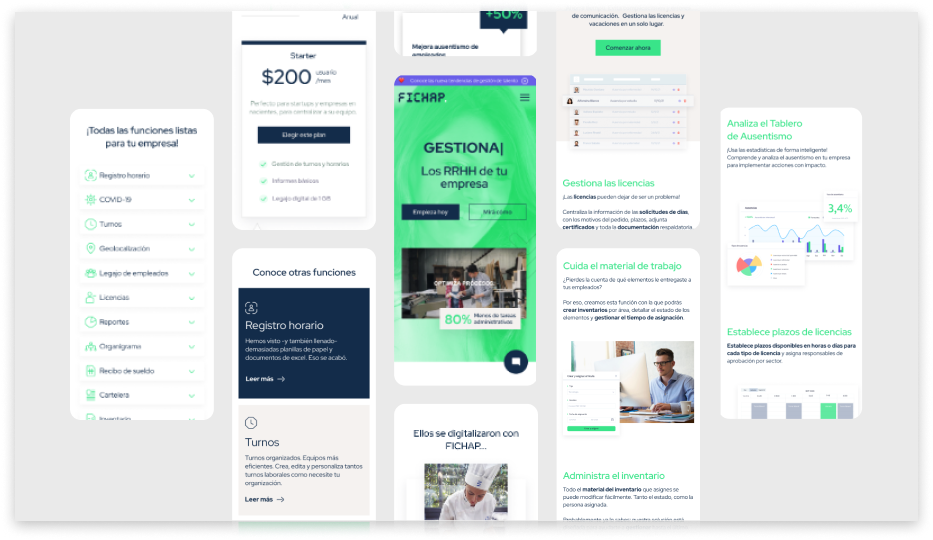 ¡Todas las funciones listas
para tu empresa!
Registro horario
COVID-19
Turnos
Geolocalización
Legajo de empleados
Licencias
Reportes
Organigrama
Recibo de sueldo
Cartelera
Inventario
Anual
Starter
$200 usuario
/mes
Perfecto para startups y empresas en
nacientes, para controlar a su equipo.
Elegir este plan
Gestión de turnos y horarios
Informes básicos
Legajo digital de 1 GB
Conoce otras funciones
Registro horario
Hemos visto -y también llenado-
demasiadas planillas de papel y
documentos de excel. Eso se acabó.
Leer más
Turnos
Turnos organizados. Equipos más
eficientes. Crea, edita y personaliza tantos
turnos laborales como necesite tu
organización.
Leer más
+50%
Mejora ausentismo de
empleados
Conoce las nueva tendencias de gestión de talento
FICHAP.
GESTIONA|
Los RRHH de tu
empresa
Empieza hoy
Míralo
OPTIMIZA PROCESOS
80% Menos de tareas
administrativas
Ellos se digitalizaron con
FICHAP...
de comunicación. Gestiona las licencias y
vacaciones en un solo lugar.
Comenzar ahora
Gestiona las licencias
¡Las licencias pueden dejar de ser un problema!
Centraliza la información de las solicitudes de días,
con los motivos del pedido, plazos, adjunta
certificados y toda la documentación respaldatoria.
Cuida el material de trabajo
¿Pierdes la cuenta de qué elementos le entregaste a
tus empleados?
Por eso, creamos esta función con la que podrás
crear inventarios por área, detallar el estado de los
elementos y gestionar el tiempo de asignación.
Administra el inventario
Todo el material del inventario que asignes se
puede modificar fácilmente. Tanto el estado, como la
persona asignada.
Analiza el Tablero
de Ausentismo
¡Usa las estadísticas de forma inteligente!
Comprende y analiza el ausentismo en tu empresa
para implementar acciones con impacto.
3,4%
Establece plazos de licencias
Establece plazos disponibles en horas o días para
cada tipo de licencia y asigna responsables de
aprobación por sector.